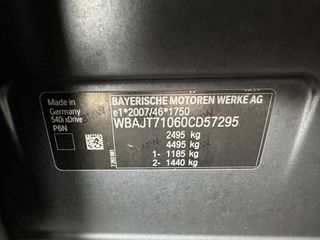 Made in
Germany
540i xDrive
P6N
BAYERISCHE MOTOREN WERKE AG
e1*2007/46*1750
WBAJT71060CD57295
2495 kg
4495 kg
1- 1185 kg
2- 1440 kg